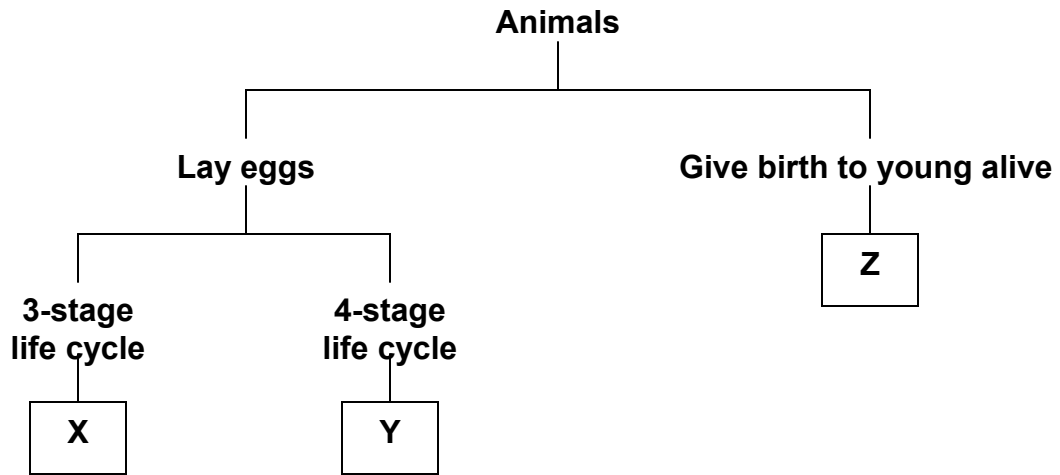 Animals
Lay eggs
Give birth to young alive
Z
3-stage
life cycle
4-stage
life cycle
X
Y